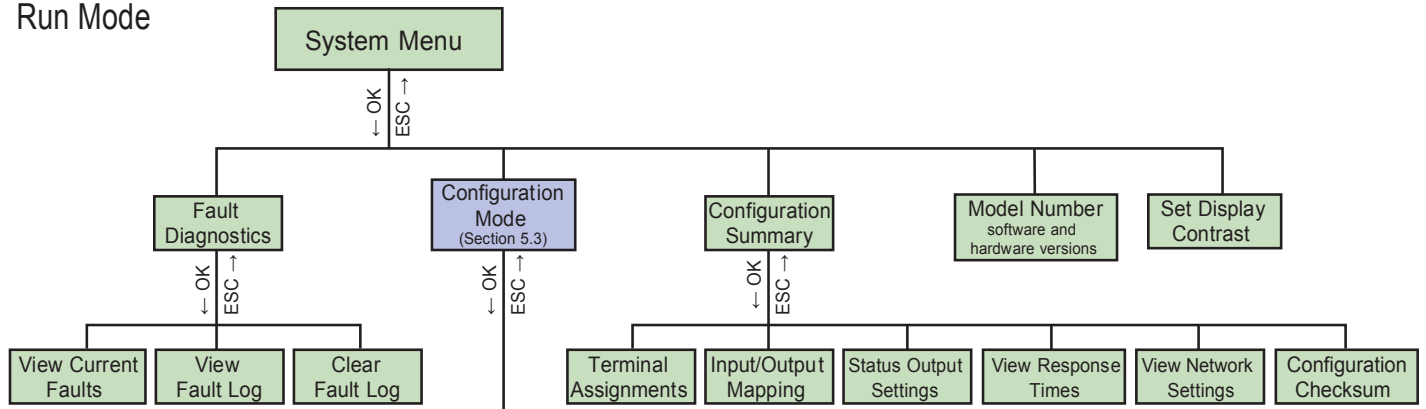 Run Mode
System Menu
← OK
ESC →
Fault
Diagnostics
Configuration
Mode
(Section 5.3)
Configuration
Summary
Model Number
software and
hardware versions
Set Display
Contrast
← OK
ESC →
← OK
ESC →
← OK
ESC →
View Current
Faults
View
Fault Log
Clear
Fault Log
Terminal
Assignments
Input/Output
Mapping
Status Output
Settings
View Response
Times
View Network
Settings
Configuration
Checksum